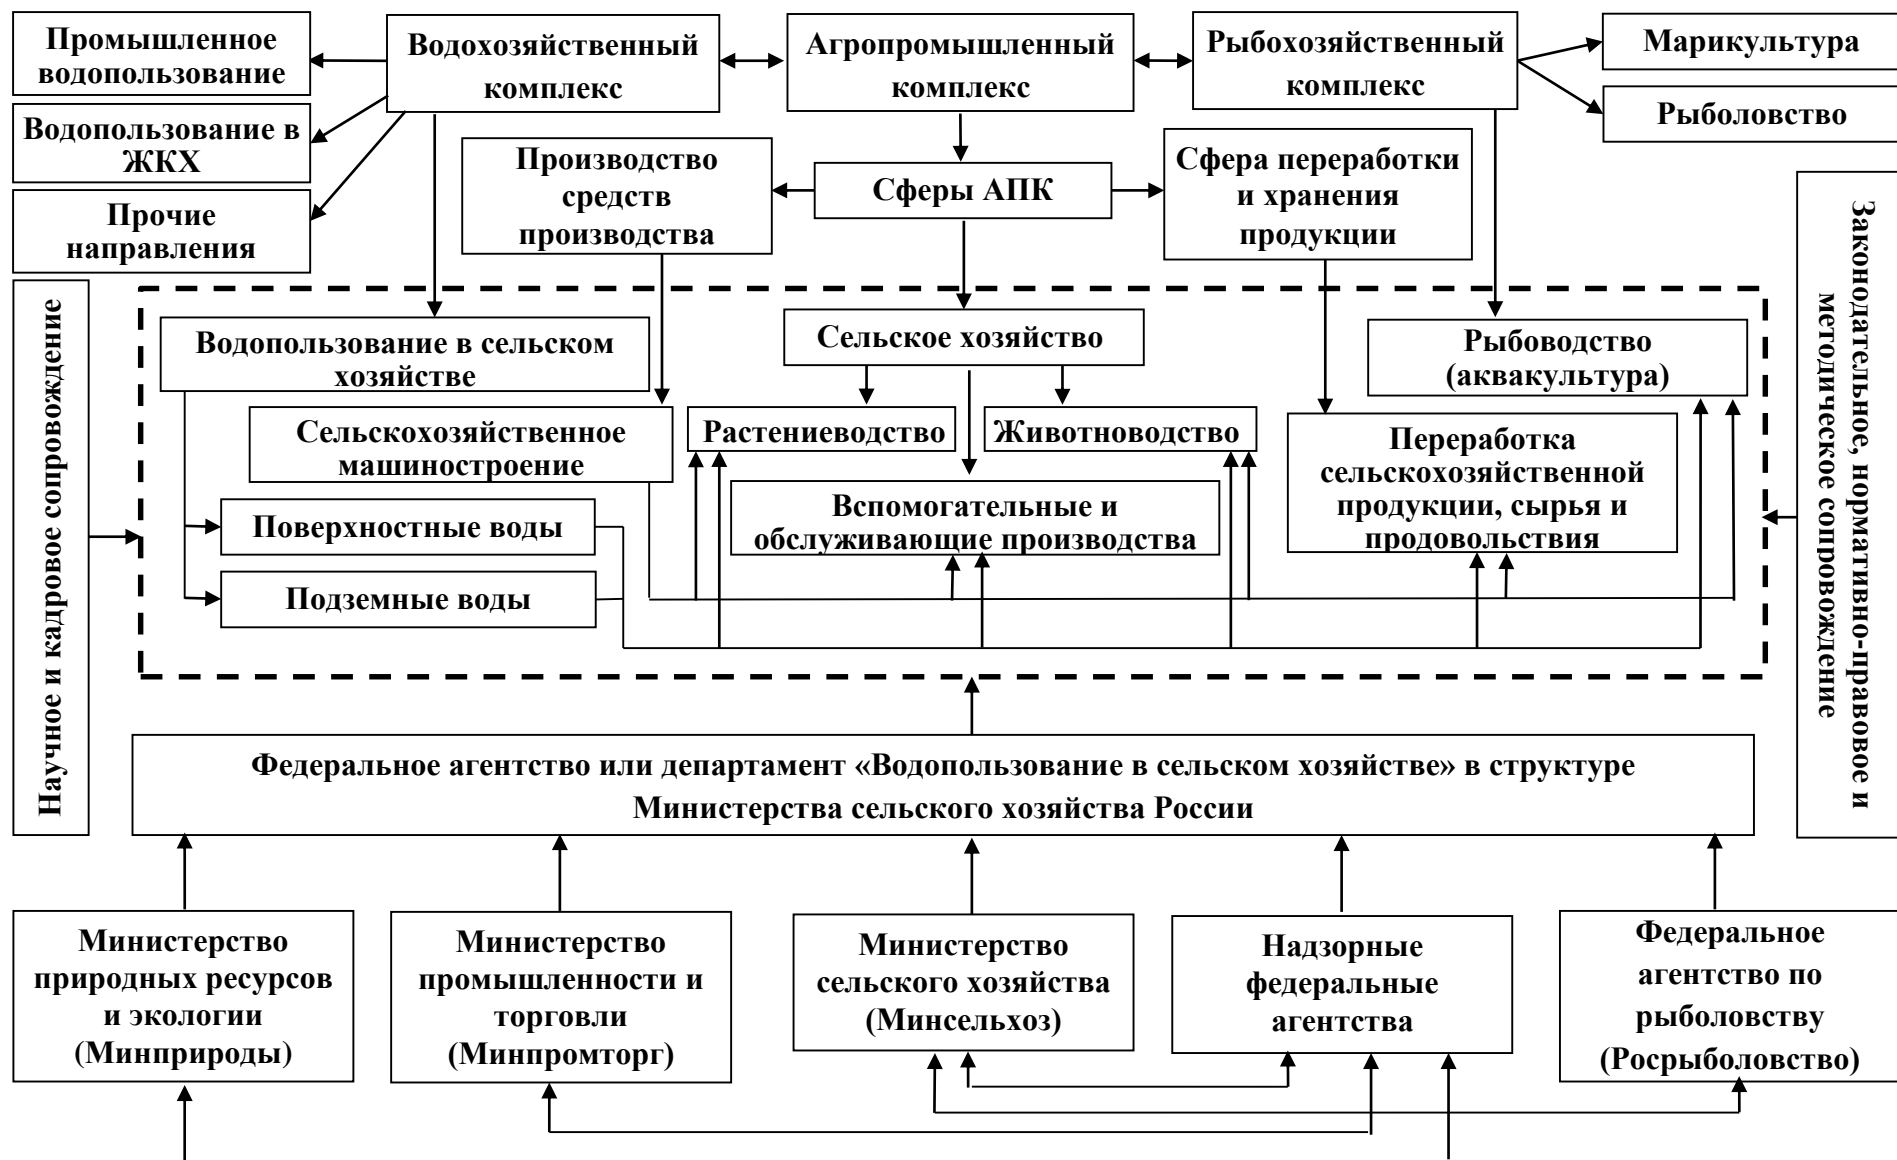 Промышленное
водопользование
Водохозяйственный
комплекс
Агропромышленный
комплекс
Рыбохозяйственный
комплекс
Марикультура
Рыболовство
Водопользование в
ЖКХ
Прочие
направления
Производство
средств
производства
Сферы АПК
Сфера переработки
и хранения
продукции
Научное и кадровое сопровождение
Законодательное, нормативно-правовое и
методическое сопровождение
Водопользование в сельском
хозяйстве
Сельское хозяйство
Рыбоводство
(аквакультура)
Сельскохозяйственное
машиностроение
Растениеводство
Животноводство
Переработка
сельскохозяйственной
продукции, сырья и
продовольствия
Вспомогательные и
обслуживающие производства
Поверхностные воды
Подземные воды
Федеральное агентство или департамент «Водопользование в сельском хозяйстве» в структуре
Министерства сельского хозяйства России
Министерство
природных ресурсов
и экологии
(Минприроды)
Министерство
промышленности и
торговли
(Минпромторг)
Министерство
сельского хозяйства
(Минсельхоз)
Надзорные
федеральные
агентства
Федеральное
агентство по
рыболовству
(Росрыболовство)